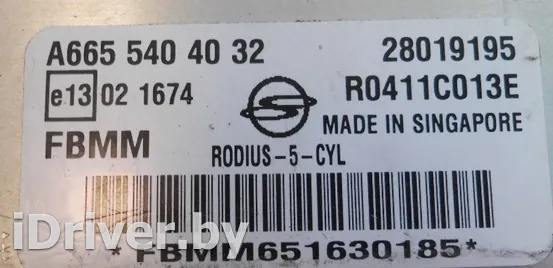 A665 540 40 32 28019195
e13 02 1674 R0411C013E
FBMM MADE IN SINGAPORE
RODIUS-5-CYL
iDriver.by
*FBMM651630185*